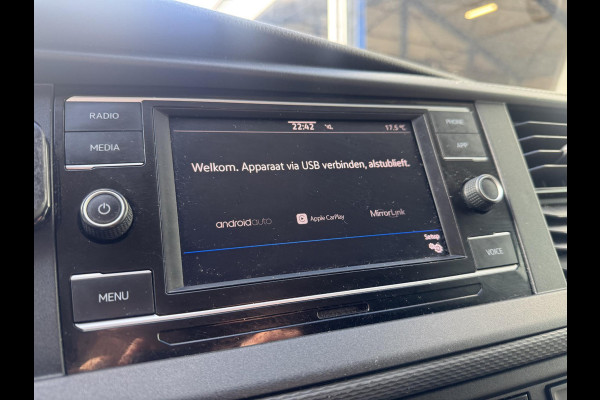 RADIO
MEDIA
MENU
22:42
17.5 °C
Welkom. Apparaat via USB verbinden, alstublieft.
androidauto
Apple CarPlay
MirrorLink
Setup
PHONE
APP
VOICE